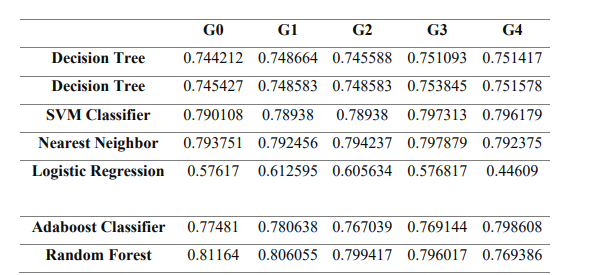 G0 G1 G2 G3 G4
Decision Tree 0.744212 0.748664 0.745588 0.751093 0.751417
Decision Tree 0.745427 0.748583 0.748583 0.753845 0.751578
SVM Classifier 0.790108 0.78938 0.78938 0.797313 0.796179
Nearest Neighbor 0.793751 0.792456 0.794237 0.797879 0.792375
Logistic Regression 0.57617 0.612595 0.605634 0.576817 0.44609
Adaboost Classifier 0.77481 0.780638 0.767039 0.769144 0.798608
Random Forest 0.81164 0.806055 0.799417 0.796017 0.769386